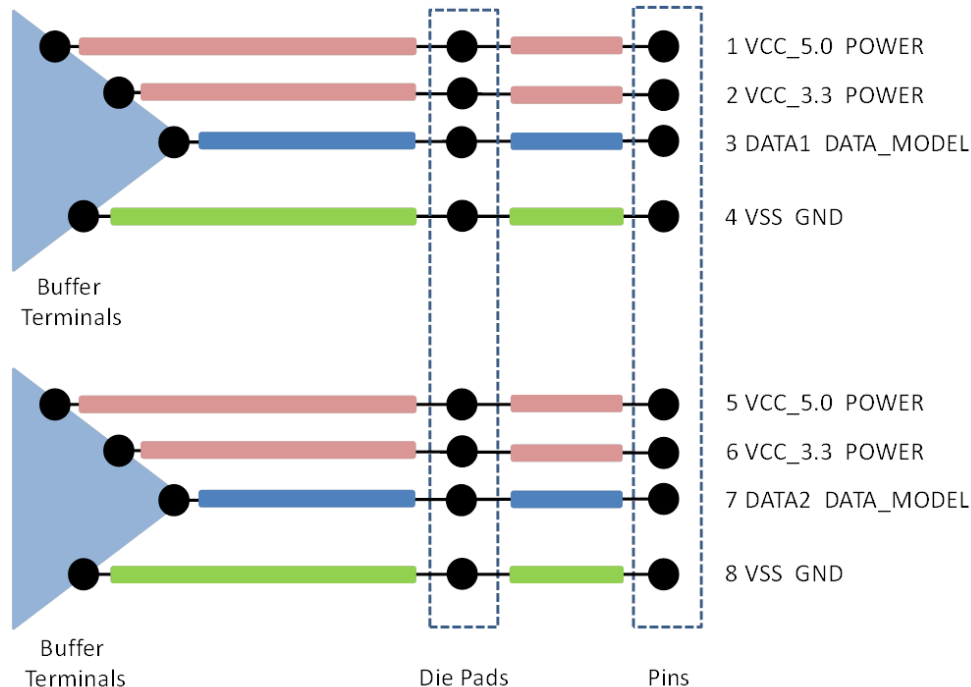 1 VCC_5.0 POWER
2 VCC_3.3 POWER
3 DATA1 DATA_MODEL
4 VSS GND
Buffer
Terminals
5 VCC_5.0 POWER
6 VCC_3.3 POWER
7 DATA2 DATA_MODEL
8 VSS GND
Buffer
Terminals
Die Pads
Pins